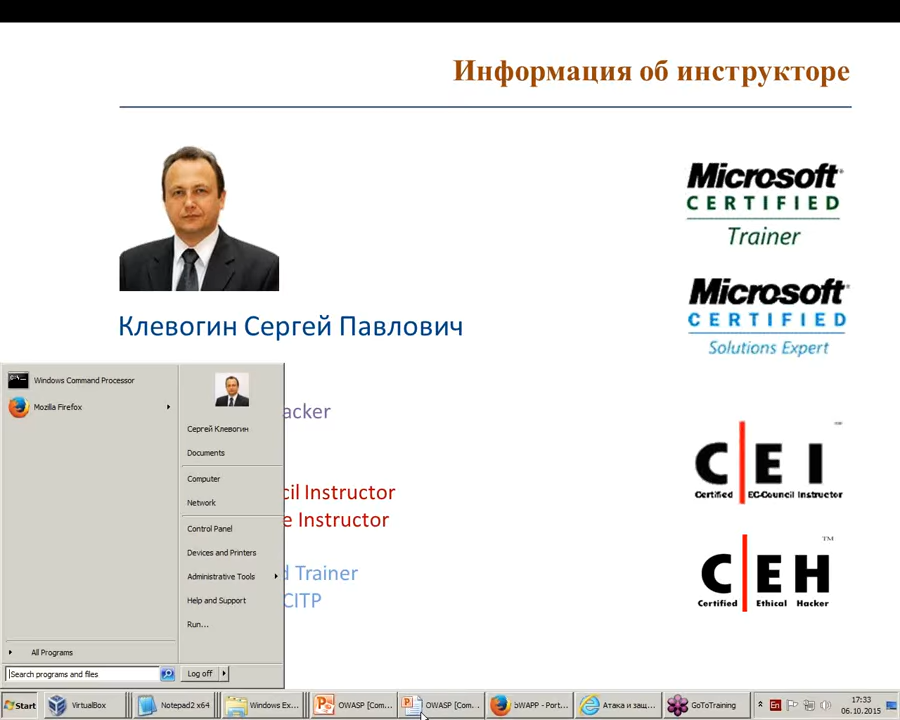 Информация об инструкторе
Microsoft
CERTIFIED
Trainer
Microsoft
CERTIFIED
Solutions Expert
Клевогин Сергей Павлович
acker
cil Instructor
e Instructor
d Trainer
CITP
CEI
Certified EC-Council Instructor
TM
CEH
Certified Ethical Hacker
Windows Command Processor
Mozilla Firefox
All Programs
Search programs and files
Сергей Клевогин
Documents
Computer
Network
Control Panel
Devices and Printers
Administrative Tools
Help and Support
Run...
Log off
Start
VirtualBox
Notepad2 x64
Windows Ex...
OWASP [Com...
OWASP [Com...
bWAPP - Port...
Атака и защ...
GoToTraining
En
17:33
06.10.2015